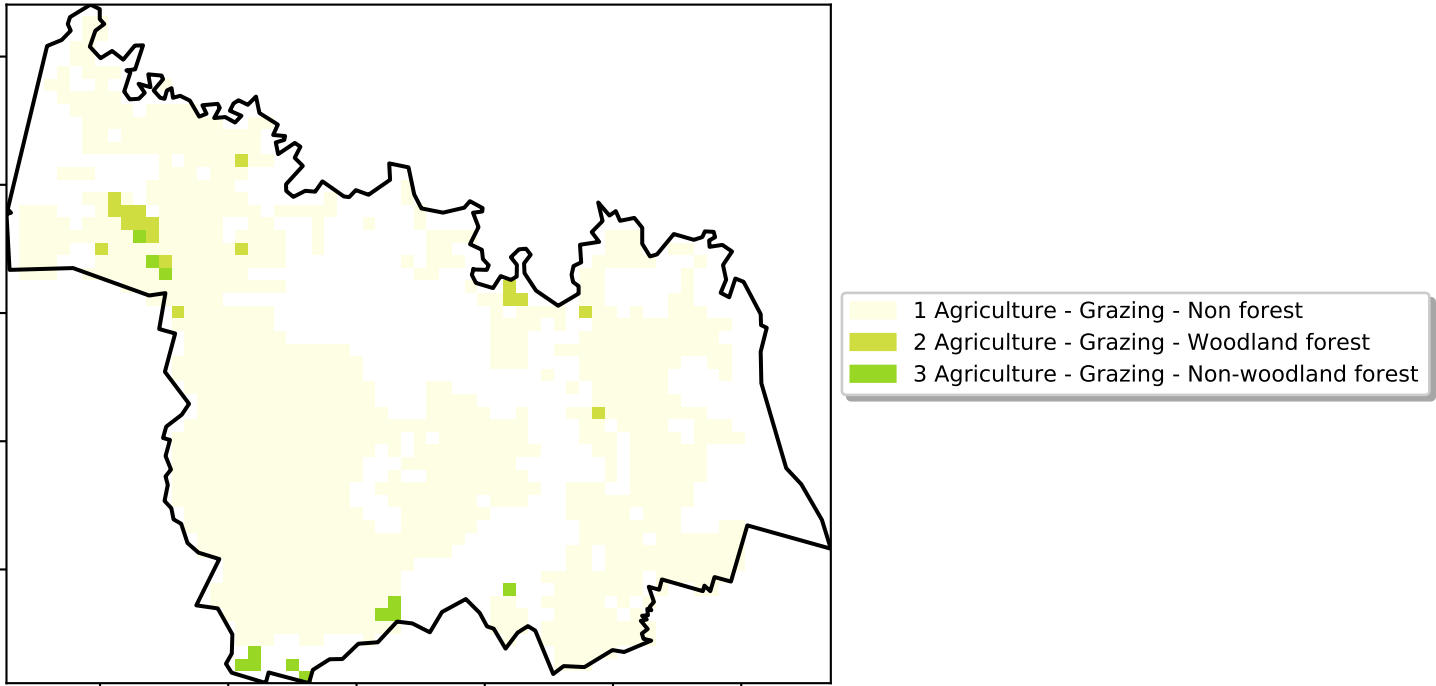 1 Agriculture - Grazing - Non forest
2 Agriculture - Grazing - Woodland forest
3 Agriculture - Grazing - Non-woodland forest